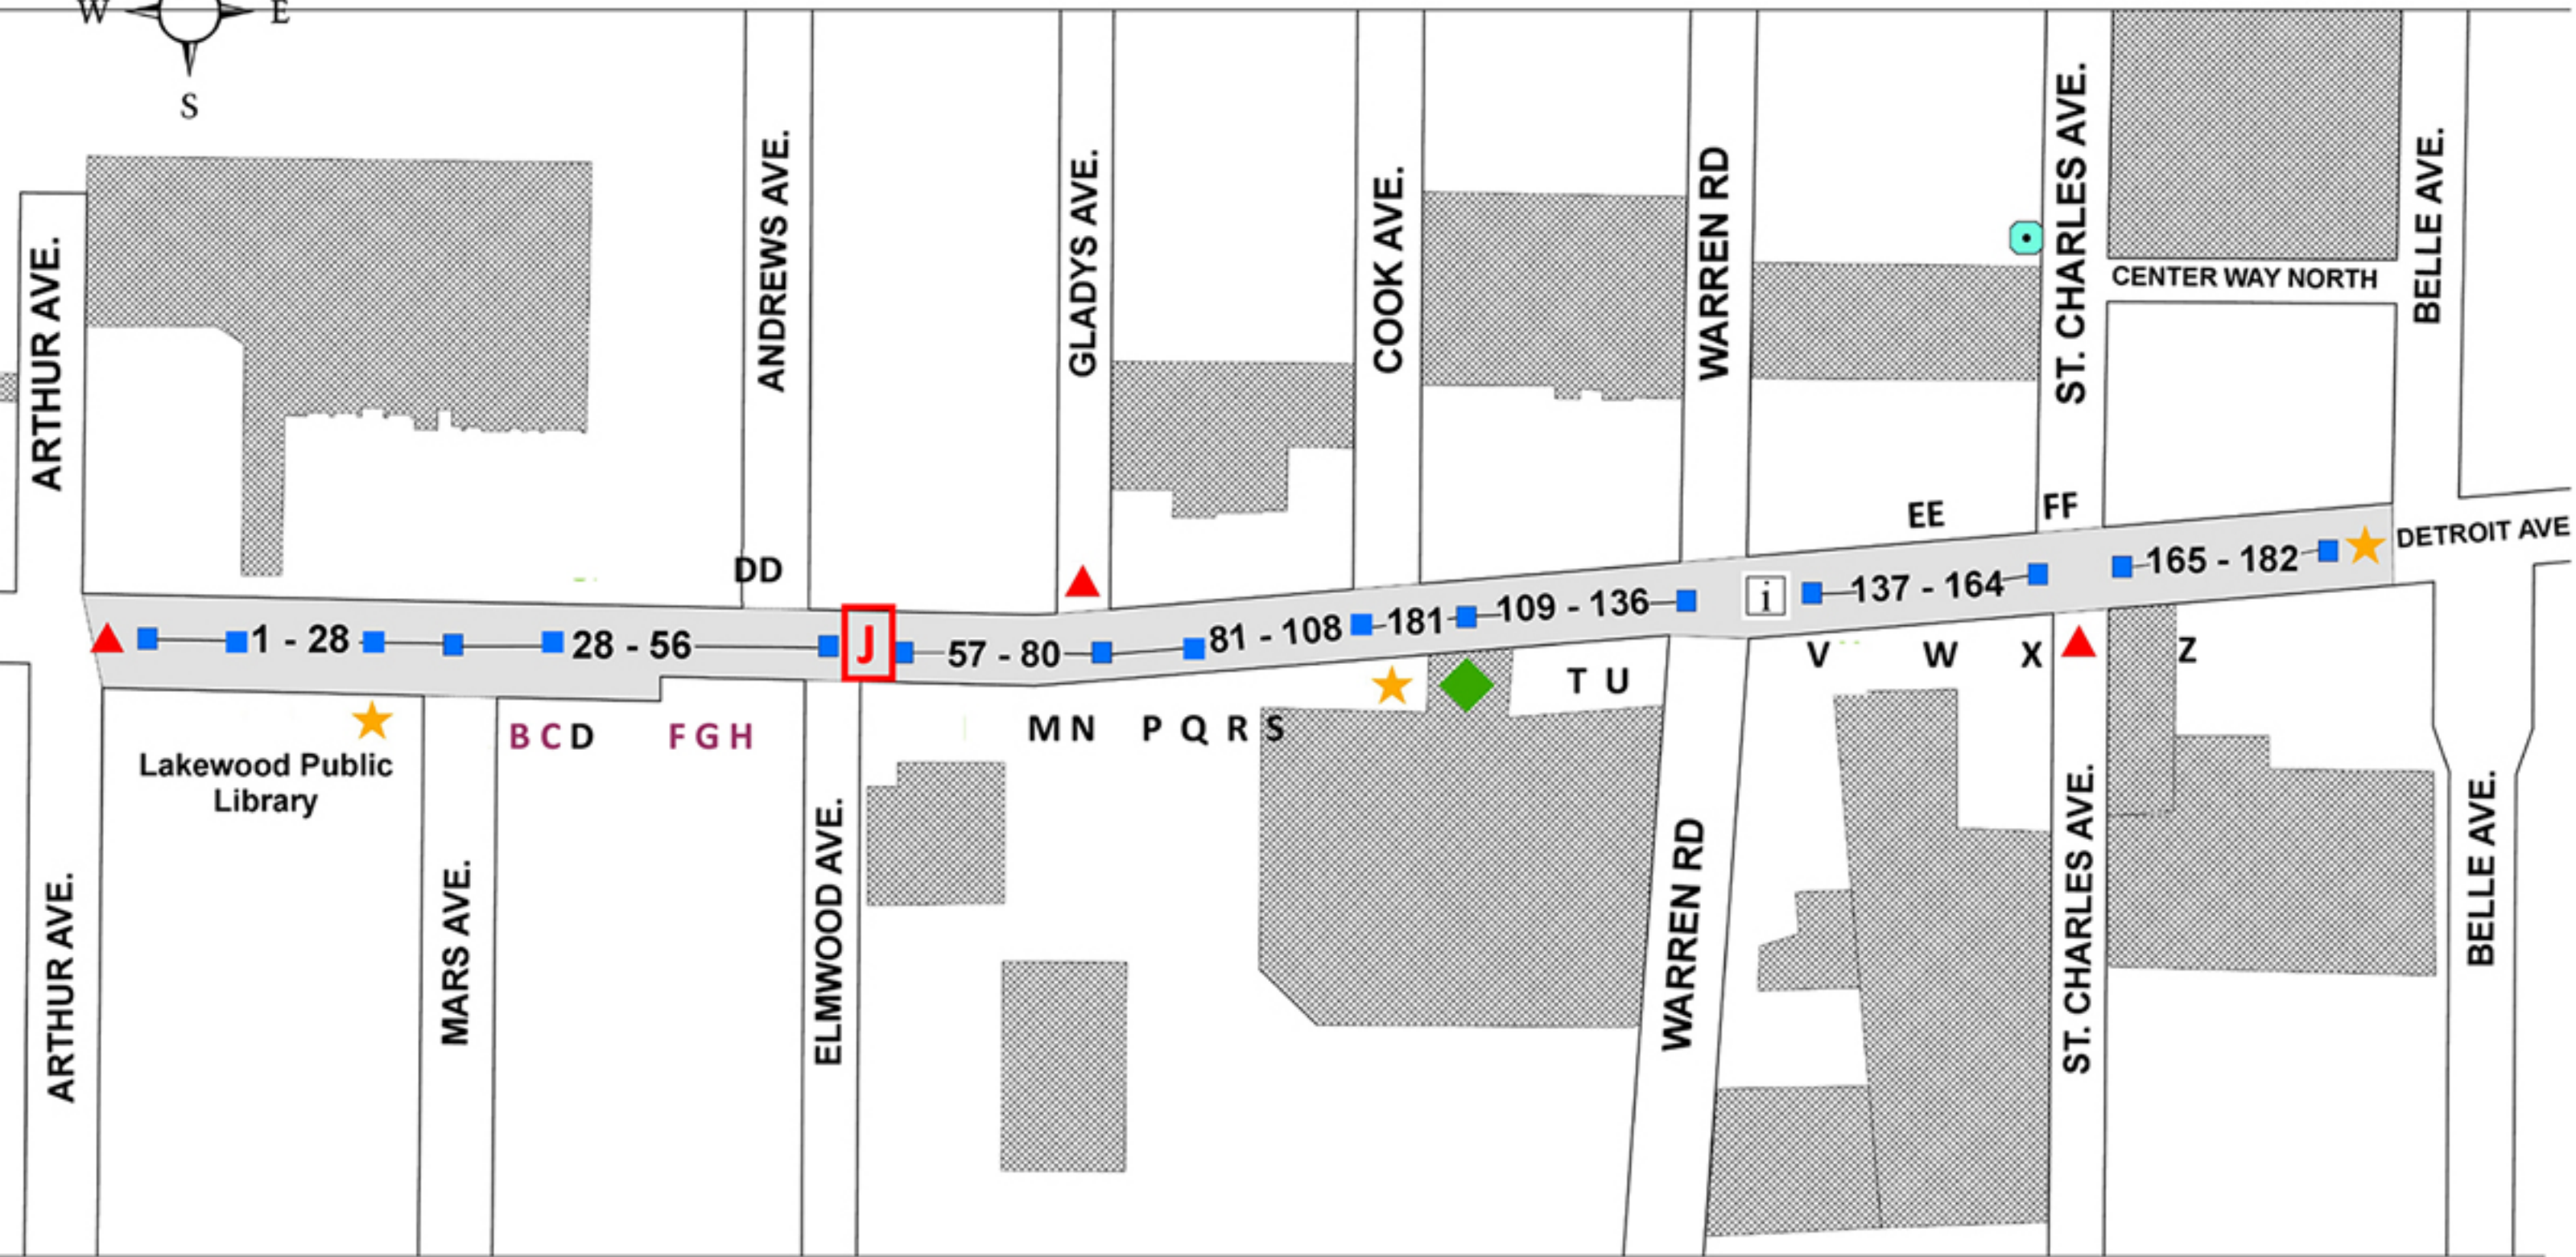 W E
S
ARTHUR AVE.
ANDREWS AVE.
GLADYS AVE.
COOK AVE.
WARREN RD
ST. CHARLES AVE.
BELLE AVE.
CENTER WAY NORTH
DD
EE
FF
DETROIT AVE
1 - 28
28 - 56
J
57 - 80
81 - 108
181
109 - 136
i
137 - 164
165 - 182
Lakewood Public
Library
B C D
F G H
M N
P Q R S
T U
V
W
X
Z
ARTHUR AVE.
MARS AVE.
ELMWOOD AVE.
WARREN RD
ST. CHARLES AVE.
BELLE AVE.